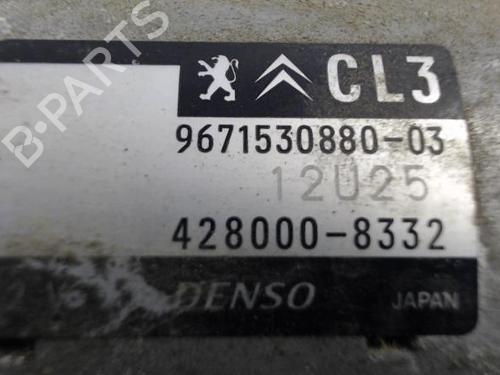 CL3
9671530880-03
12U25
428000-8332
DENSO
JAPAN
B-PARTS